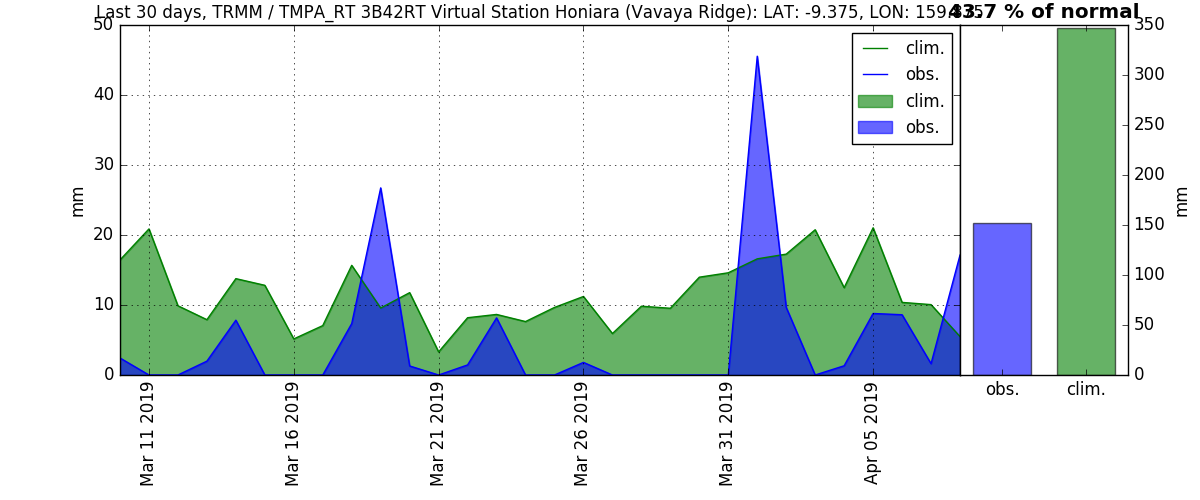 Last 30 days, TRMM / TMPA_RT 3B42RT Virtual Station Honiara (Vavaya Ridge): LAT: -9.375, LON:
43.7 % of normal
50
40
30
20
10
0
mm
clim.
obs.
clim.
obs.
350
300
250
200
150
100
50
0
mm
Mar 11 2019
Mar 16 2019
Mar 21 2019
Mar 26 2019
Mar 31 2019
Apr 05 2019
obs.
clim.